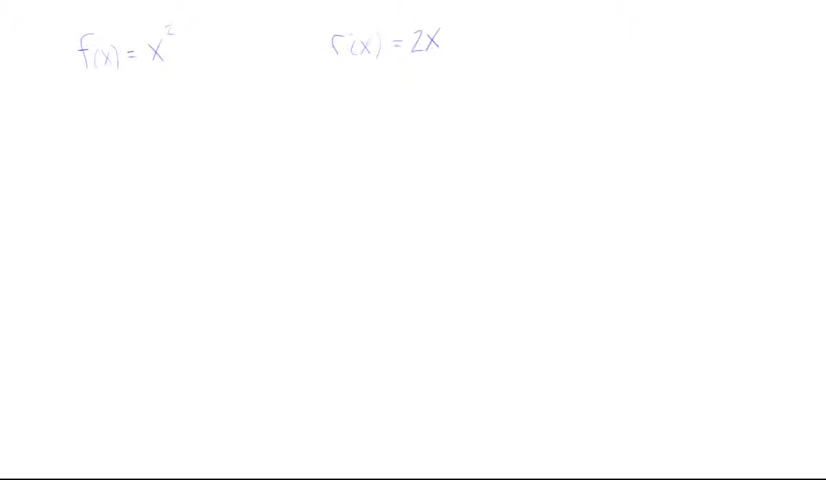 f(x) = x² r'(x) = 2x